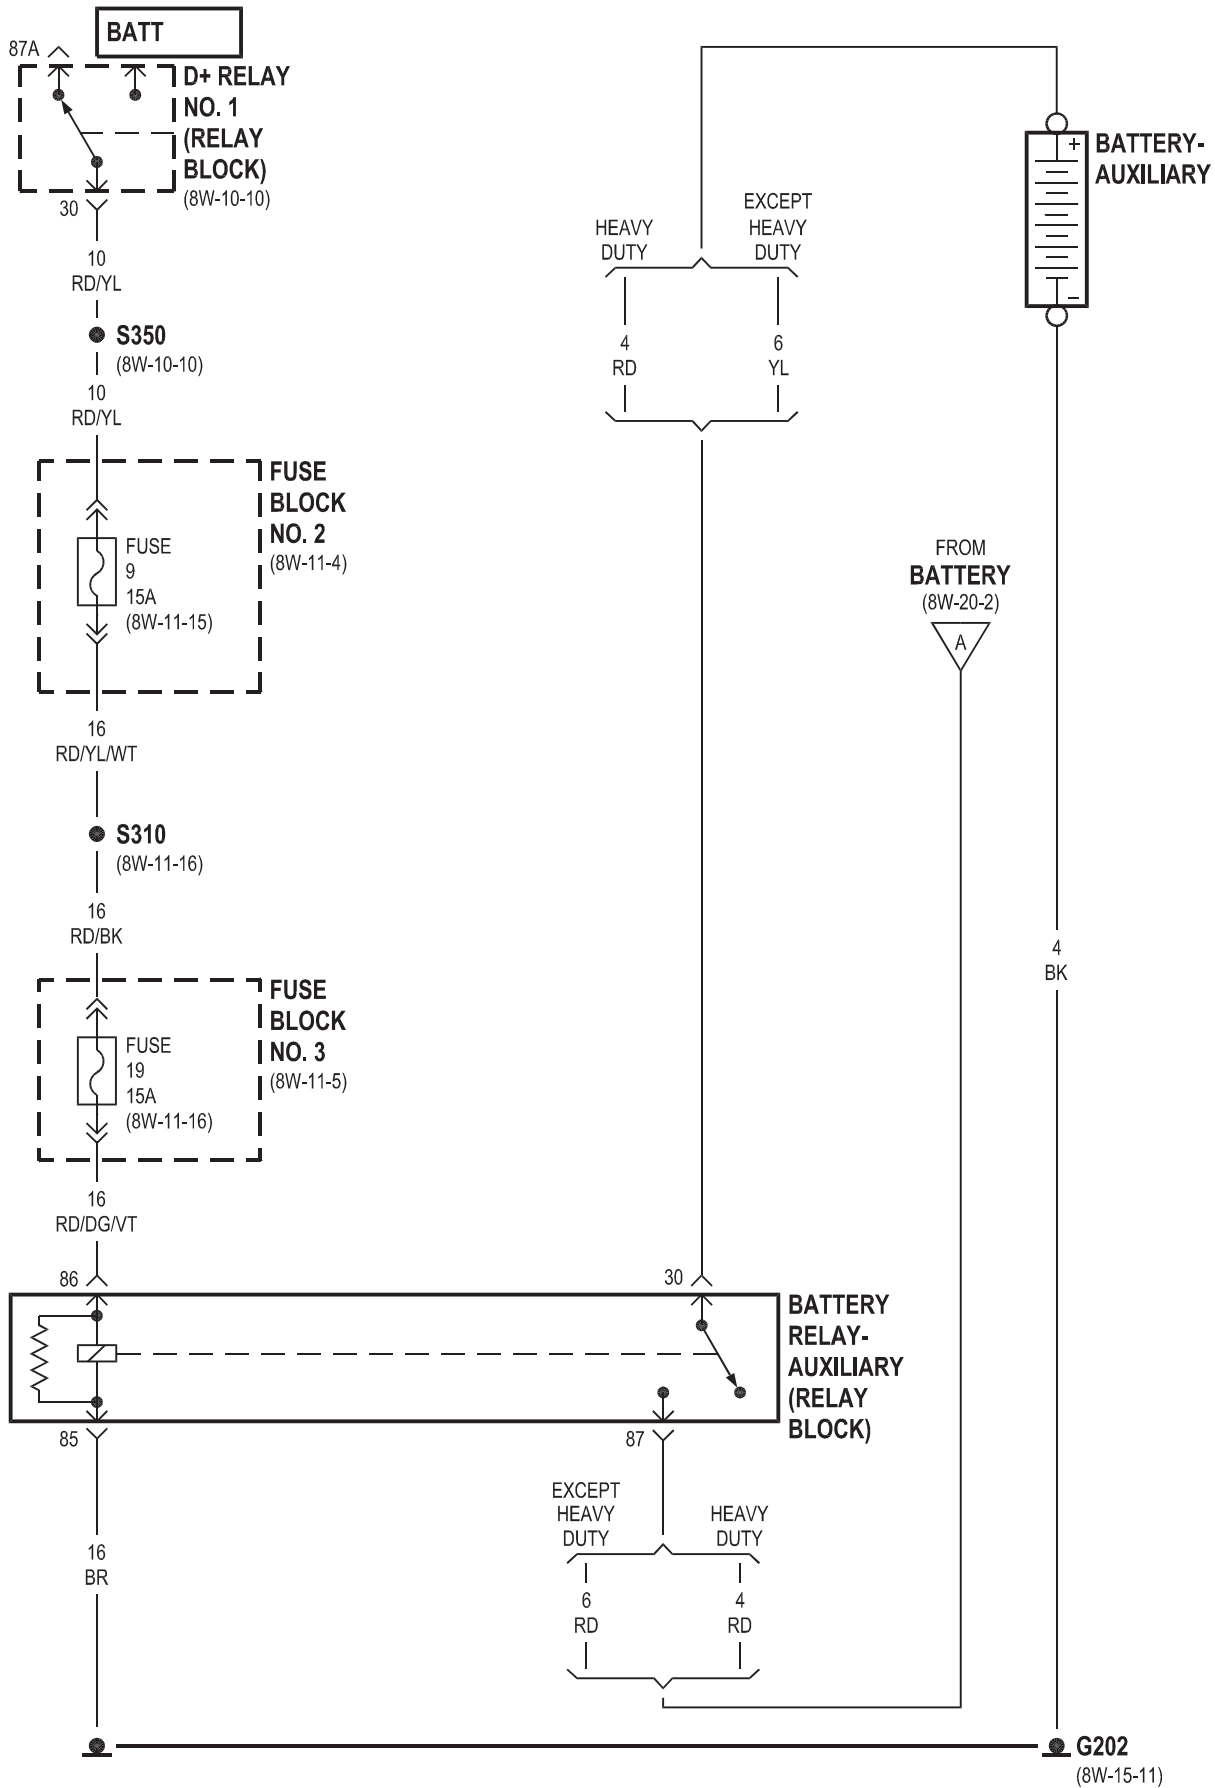 BATT
87A
D+ RELAY
NO. 1
(RELAY
BLOCK)
(8W-10-10)
30
10
RD/YL
S350
(8W-10-10)
10
RD/YL
FUSE
BLOCK
NO. 2
(8W-11-4)
FUSE
9
15A
(8W-11-15)
16
RD/YL/WT
S310
(8W-11-16)
16
RD/BK
FUSE
BLOCK
NO. 3
(8W-11-5)
FUSE
19
15A
(8W-11-16)
16
RD/DG/VT
86
30
BATTERY
RELAY-
AUXILIARY
(RELAY
BLOCK)
85
87
16
BR
EXCEPT
HEAVY
DUTY
HEAVY
DUTY
6
RD
4
RD
HEAVY
DUTY
EXCEPT
HEAVY
DUTY
4
RD
6
YL
FROM
BATTERY
(8W-20-2)
A
+
BATTERY-
AUXILIARY
–
4
BK
G202
(8W-15-11)